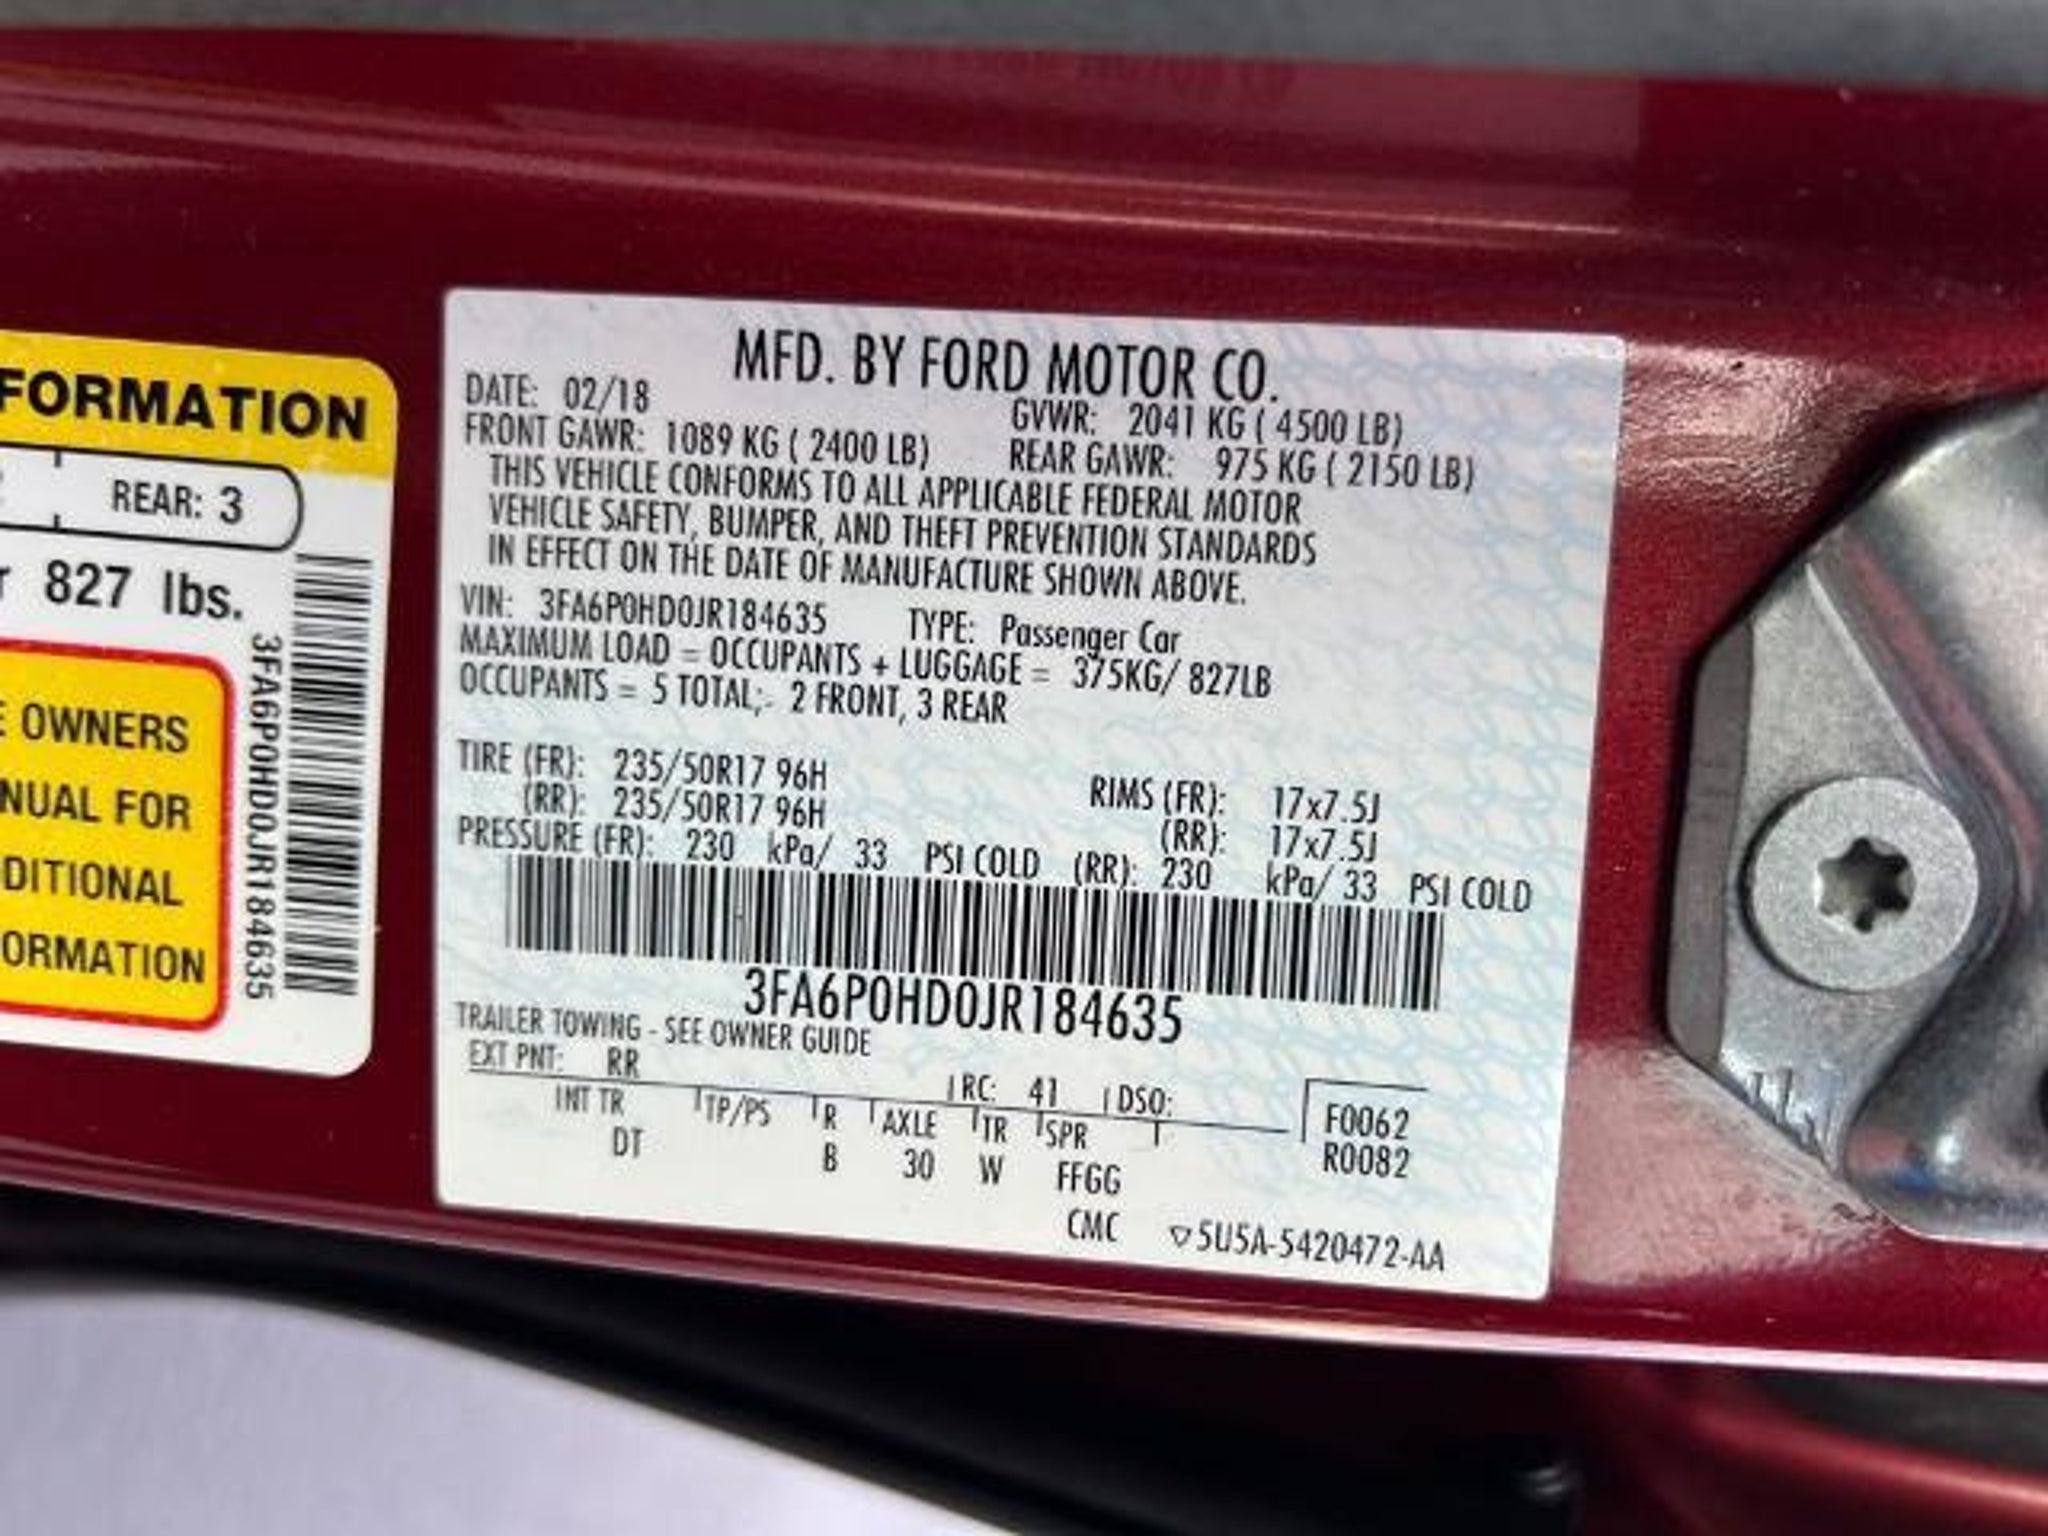 FORMATION
REAR: 3
827 lbs.
OWNERS
NUAL FOR
DITIONAL
ORMATION
3FA6P0HD0JR184635
MFD. BY FORD MOTOR CO.
DATE: 02/18 GVWR: 2041 KG ( 4500 LB)
FRONT GAWR: 1089 KG ( 2400 LB) REAR GAWR: 975 KG ( 2150 LB)
THIS VEHICLE CONFORMS TO ALL APPLICABLE FEDERAL MOTOR
VEHICLE SAFETY, BUMPER, AND THEFT PREVENTION STANDARDS
IN EFFECT ON THE DATE OF MANUFACTURE SHOWN ABOVE.
VIN: 3FA6P0HD0JR184635 TYPE: Passenger Car
MAXIMUM LOAD = OCCUPANTS + LUGGAGE = 375KG/ 827LB
OCCUPANTS = 5 TOTAL;- 2 FRONT, 3 REAR
TIRE (FR): 235/50R17 96H RIMS (FR): 17x7.5J
(RR): 235/50R17 96H (RR): 17x7.5J
PRESSURE (FR): 230 kPa/ 33 PSI COLD (RR): 230 kPa/ 33 PSI COLD
3FA6P0HD0JR184635
TRAILER TOWING - SEE OWNER GUIDE
EXT PNT: RR RC: 41 DSO:
INT TR TP/PS R AXLE TR SPR F0062
DT B 30 W FFGG R0082
CMC ▽5U5A-5420472-AA